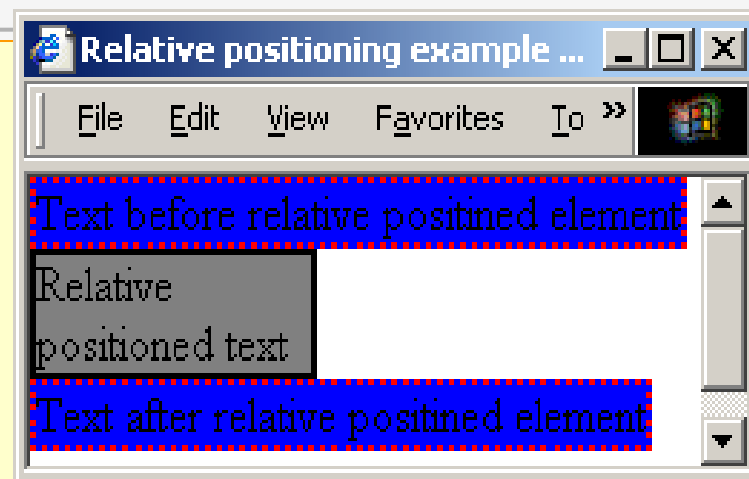 Relative positioning example ...
File Edit View Favorites To »
Text before relative positined element
Relative
positioned text
Text after relative positined element